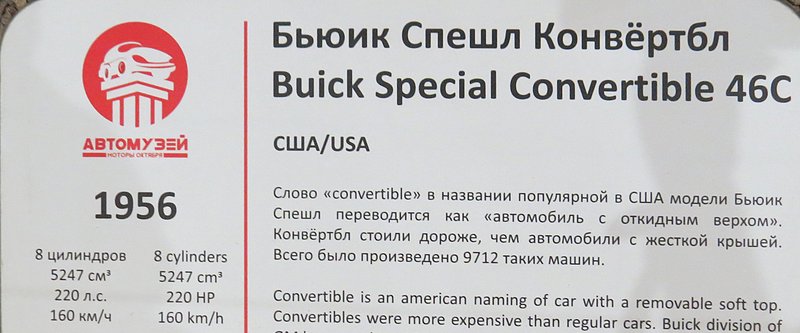 Бьюик Спешл Конвёртбл
Buick Special Convertible 46C
США/USA
АВТОМУЗЕЙ
МОТОРЫ ОКТЯБРЯ
1956
8 цилиндров 8 cylinders
5247 см³ 5247 cm³
220 л.с. 220 HP
160 км/ч 160 km/h
Слово «convertible» в названии популярной в США модели Бьюик
Спешл переводится как «автомобиль с откидным верхом».
Конвёртбл стоили дороже, чем автомобили с жесткой крышей.
Всего было произведено 9712 таких машин.
Convertible is an american naming of car with a removable soft top.
Convertibles were more expensive than regular cars. Buick division of